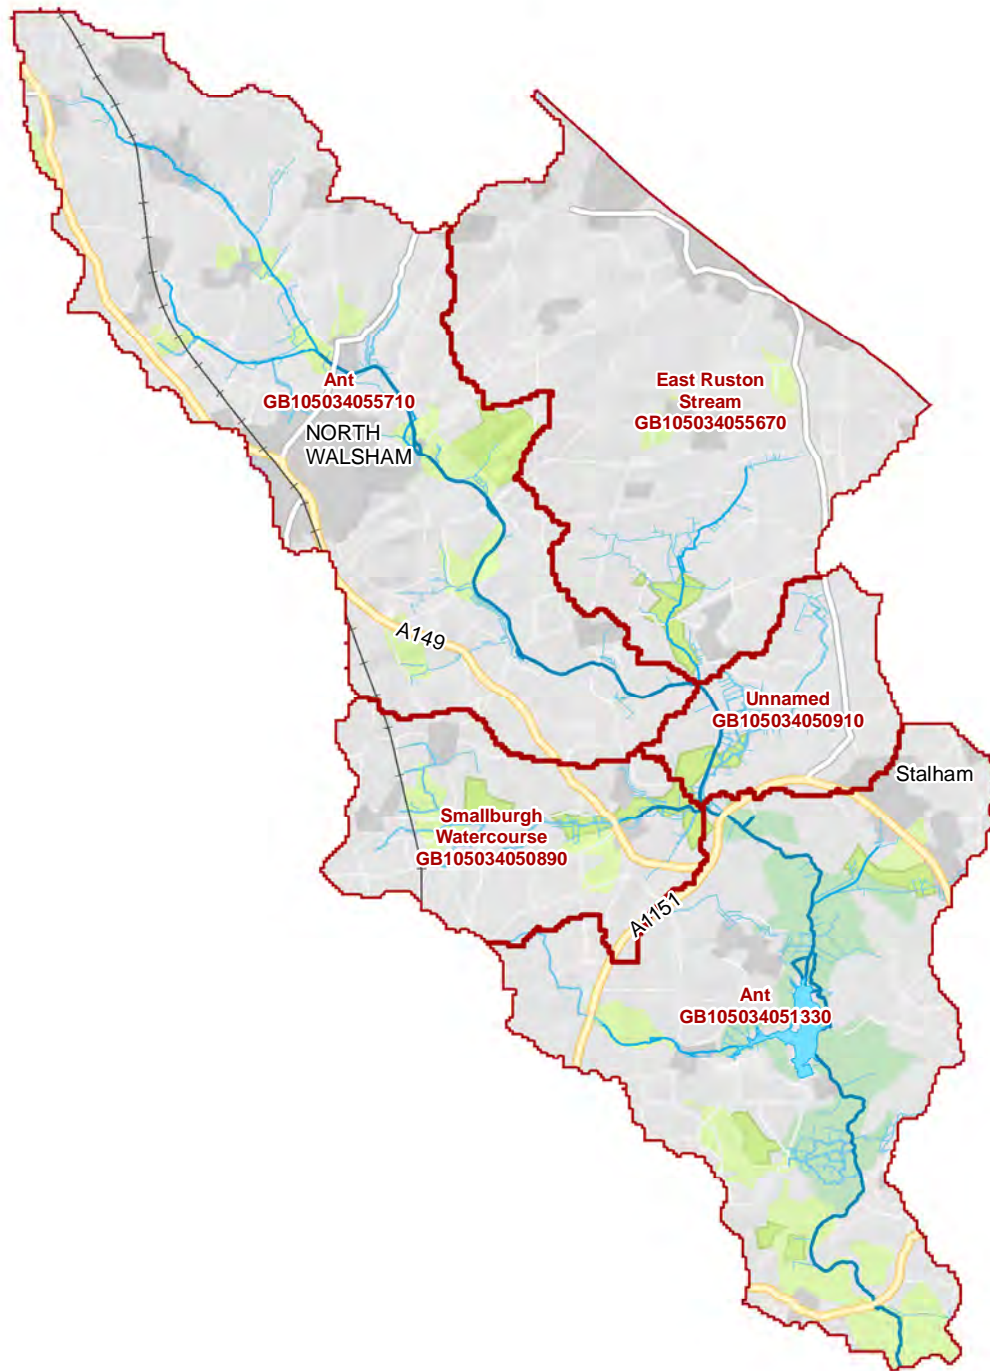 Ant
GB105034055710
NORTH
WALSHAM
East Ruston
Stream
GB105034055670
A149
Unnamed
GB105034050910
Stalham
Smallburgh
Watercourse
GB105034050890
A1151
Ant
GB105034051330